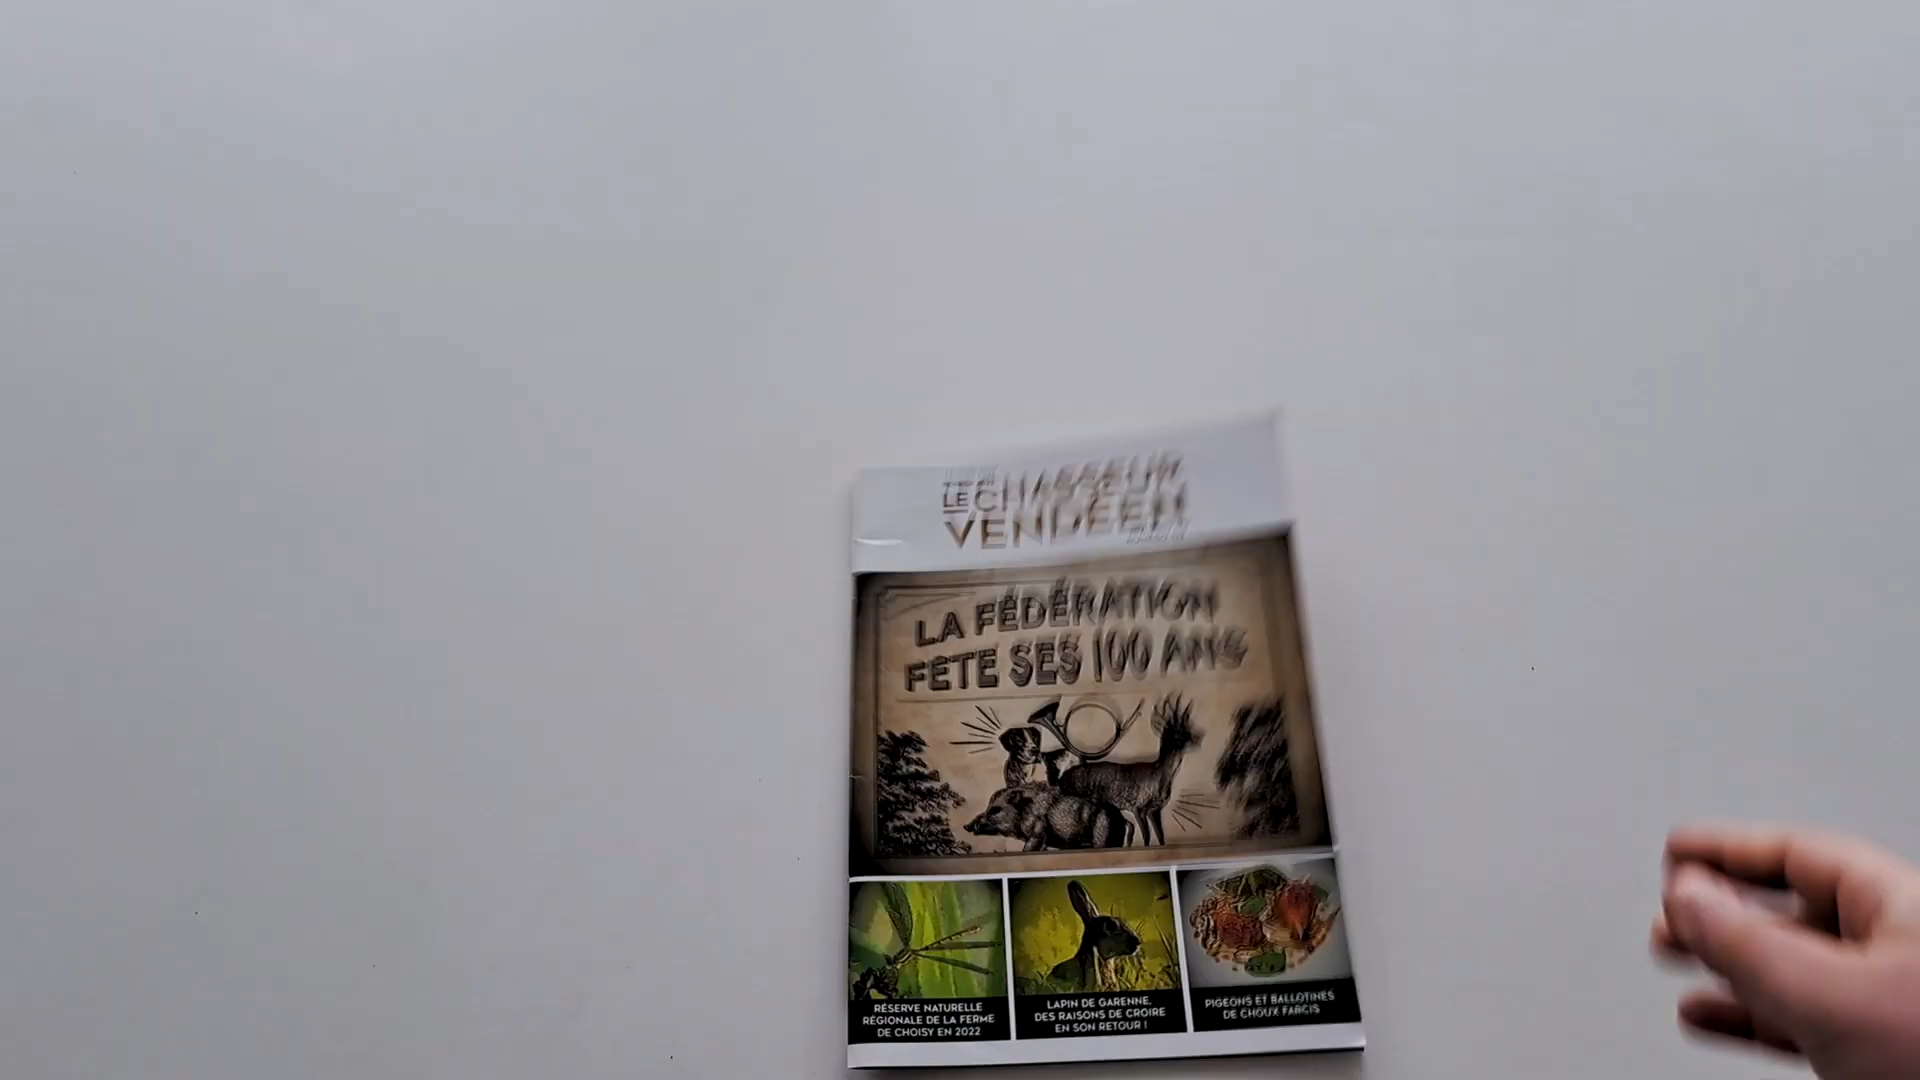 LE CHASSEUR
VENDÉEN
LA FÉDÉRATION
FÊTE SES 100 ANS
RÉSERVE NATURELLE
RÉGIONALE DE LA FERME
DE CHOISY EN 2022
LAPIN DE GARENNE,
DES RAISONS DE CROIRE
EN SON RETOUR !
PIGEONS ET BALLOTINES
DE CHOUX FARCIS